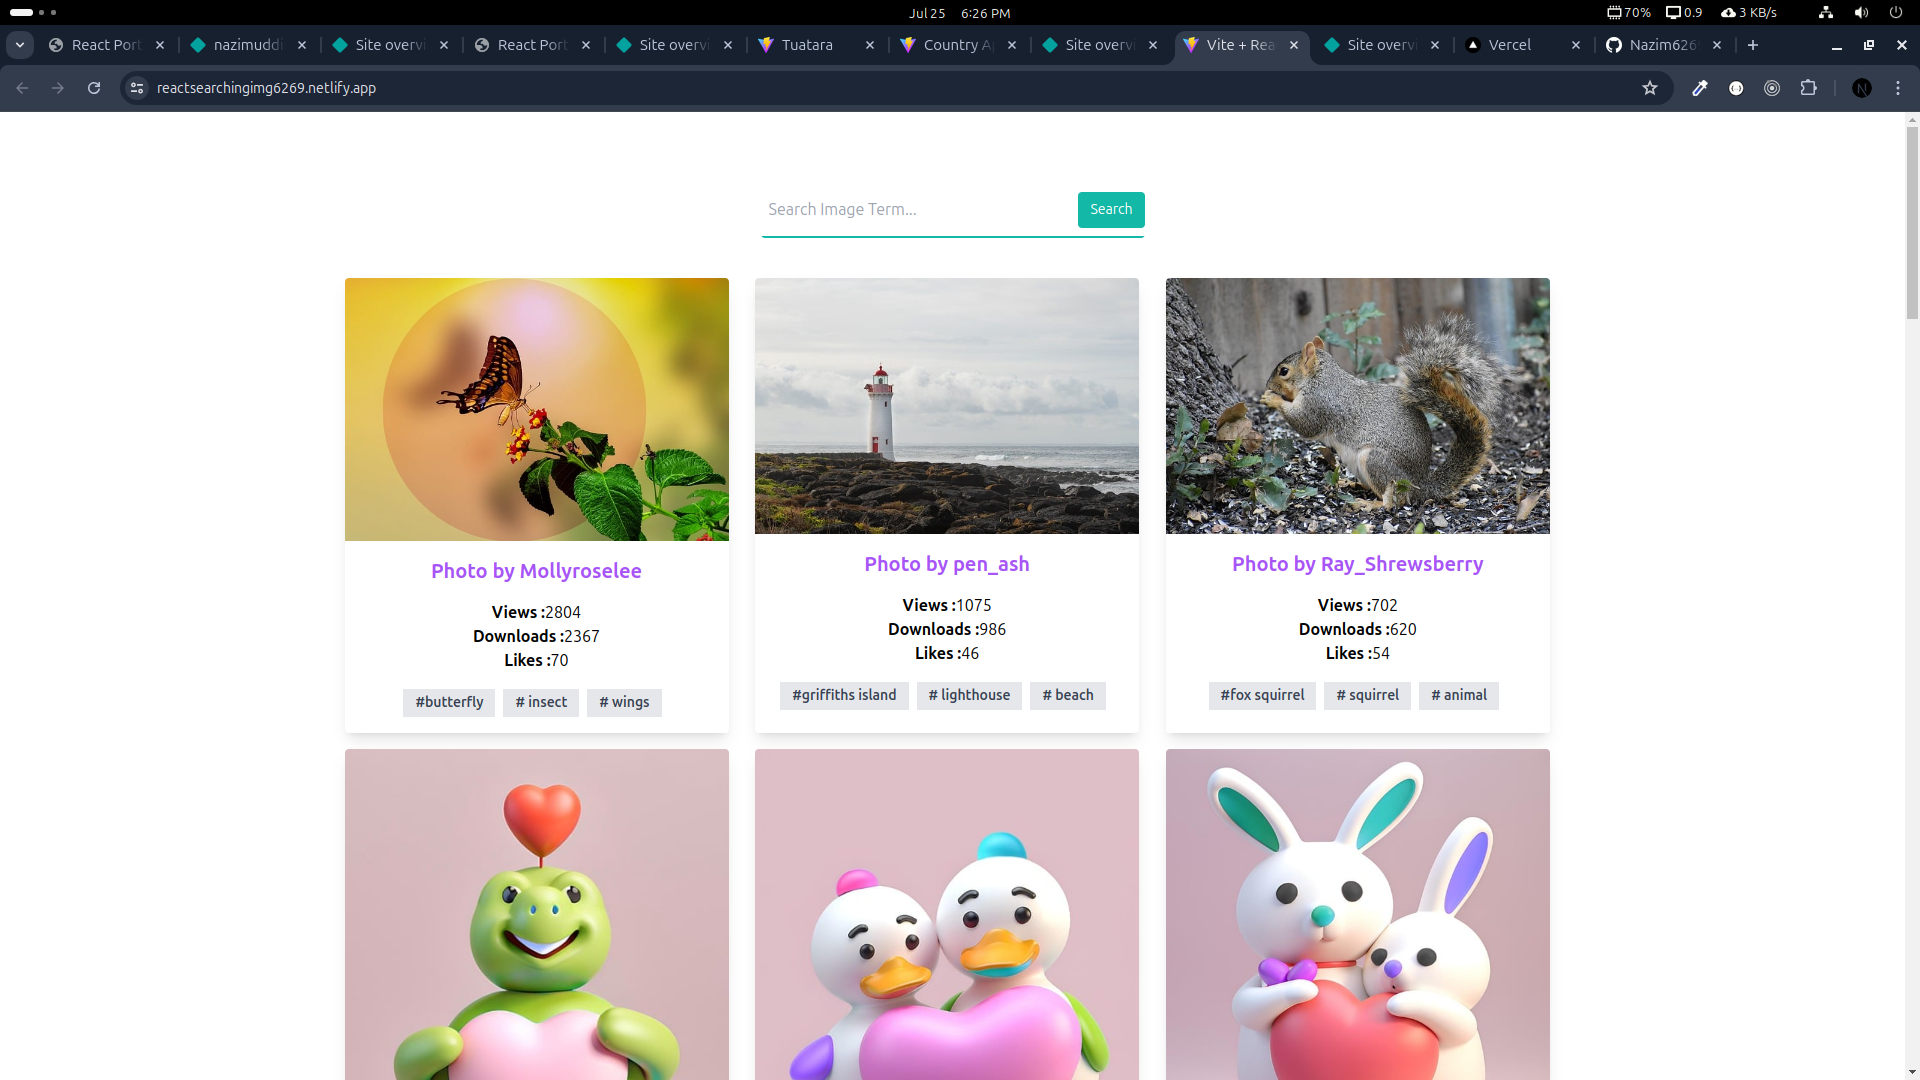 Jul 25 6:26 PM 70% 0.9 3 KB/s
React Port nazimuddi Site overvi React Port Site overvi Tuatara Country A Site overvi Vite + Rea Site overvi Vercel Nazim626
reactsearchingimg6269.netlify.app N
Search Image Term... Search
Photo by Mollyroselee
Views :2804
Downloads :2367
Likes :70
#butterfly # insect # wings
Photo by pen_ash
Views :1075
Downloads :986
Likes :46
#griffiths island # lighthouse # beach
Photo by Ray_Shrewsberry
Views :702
Downloads :620
Likes :54
#fox squirrel # squirrel # animal